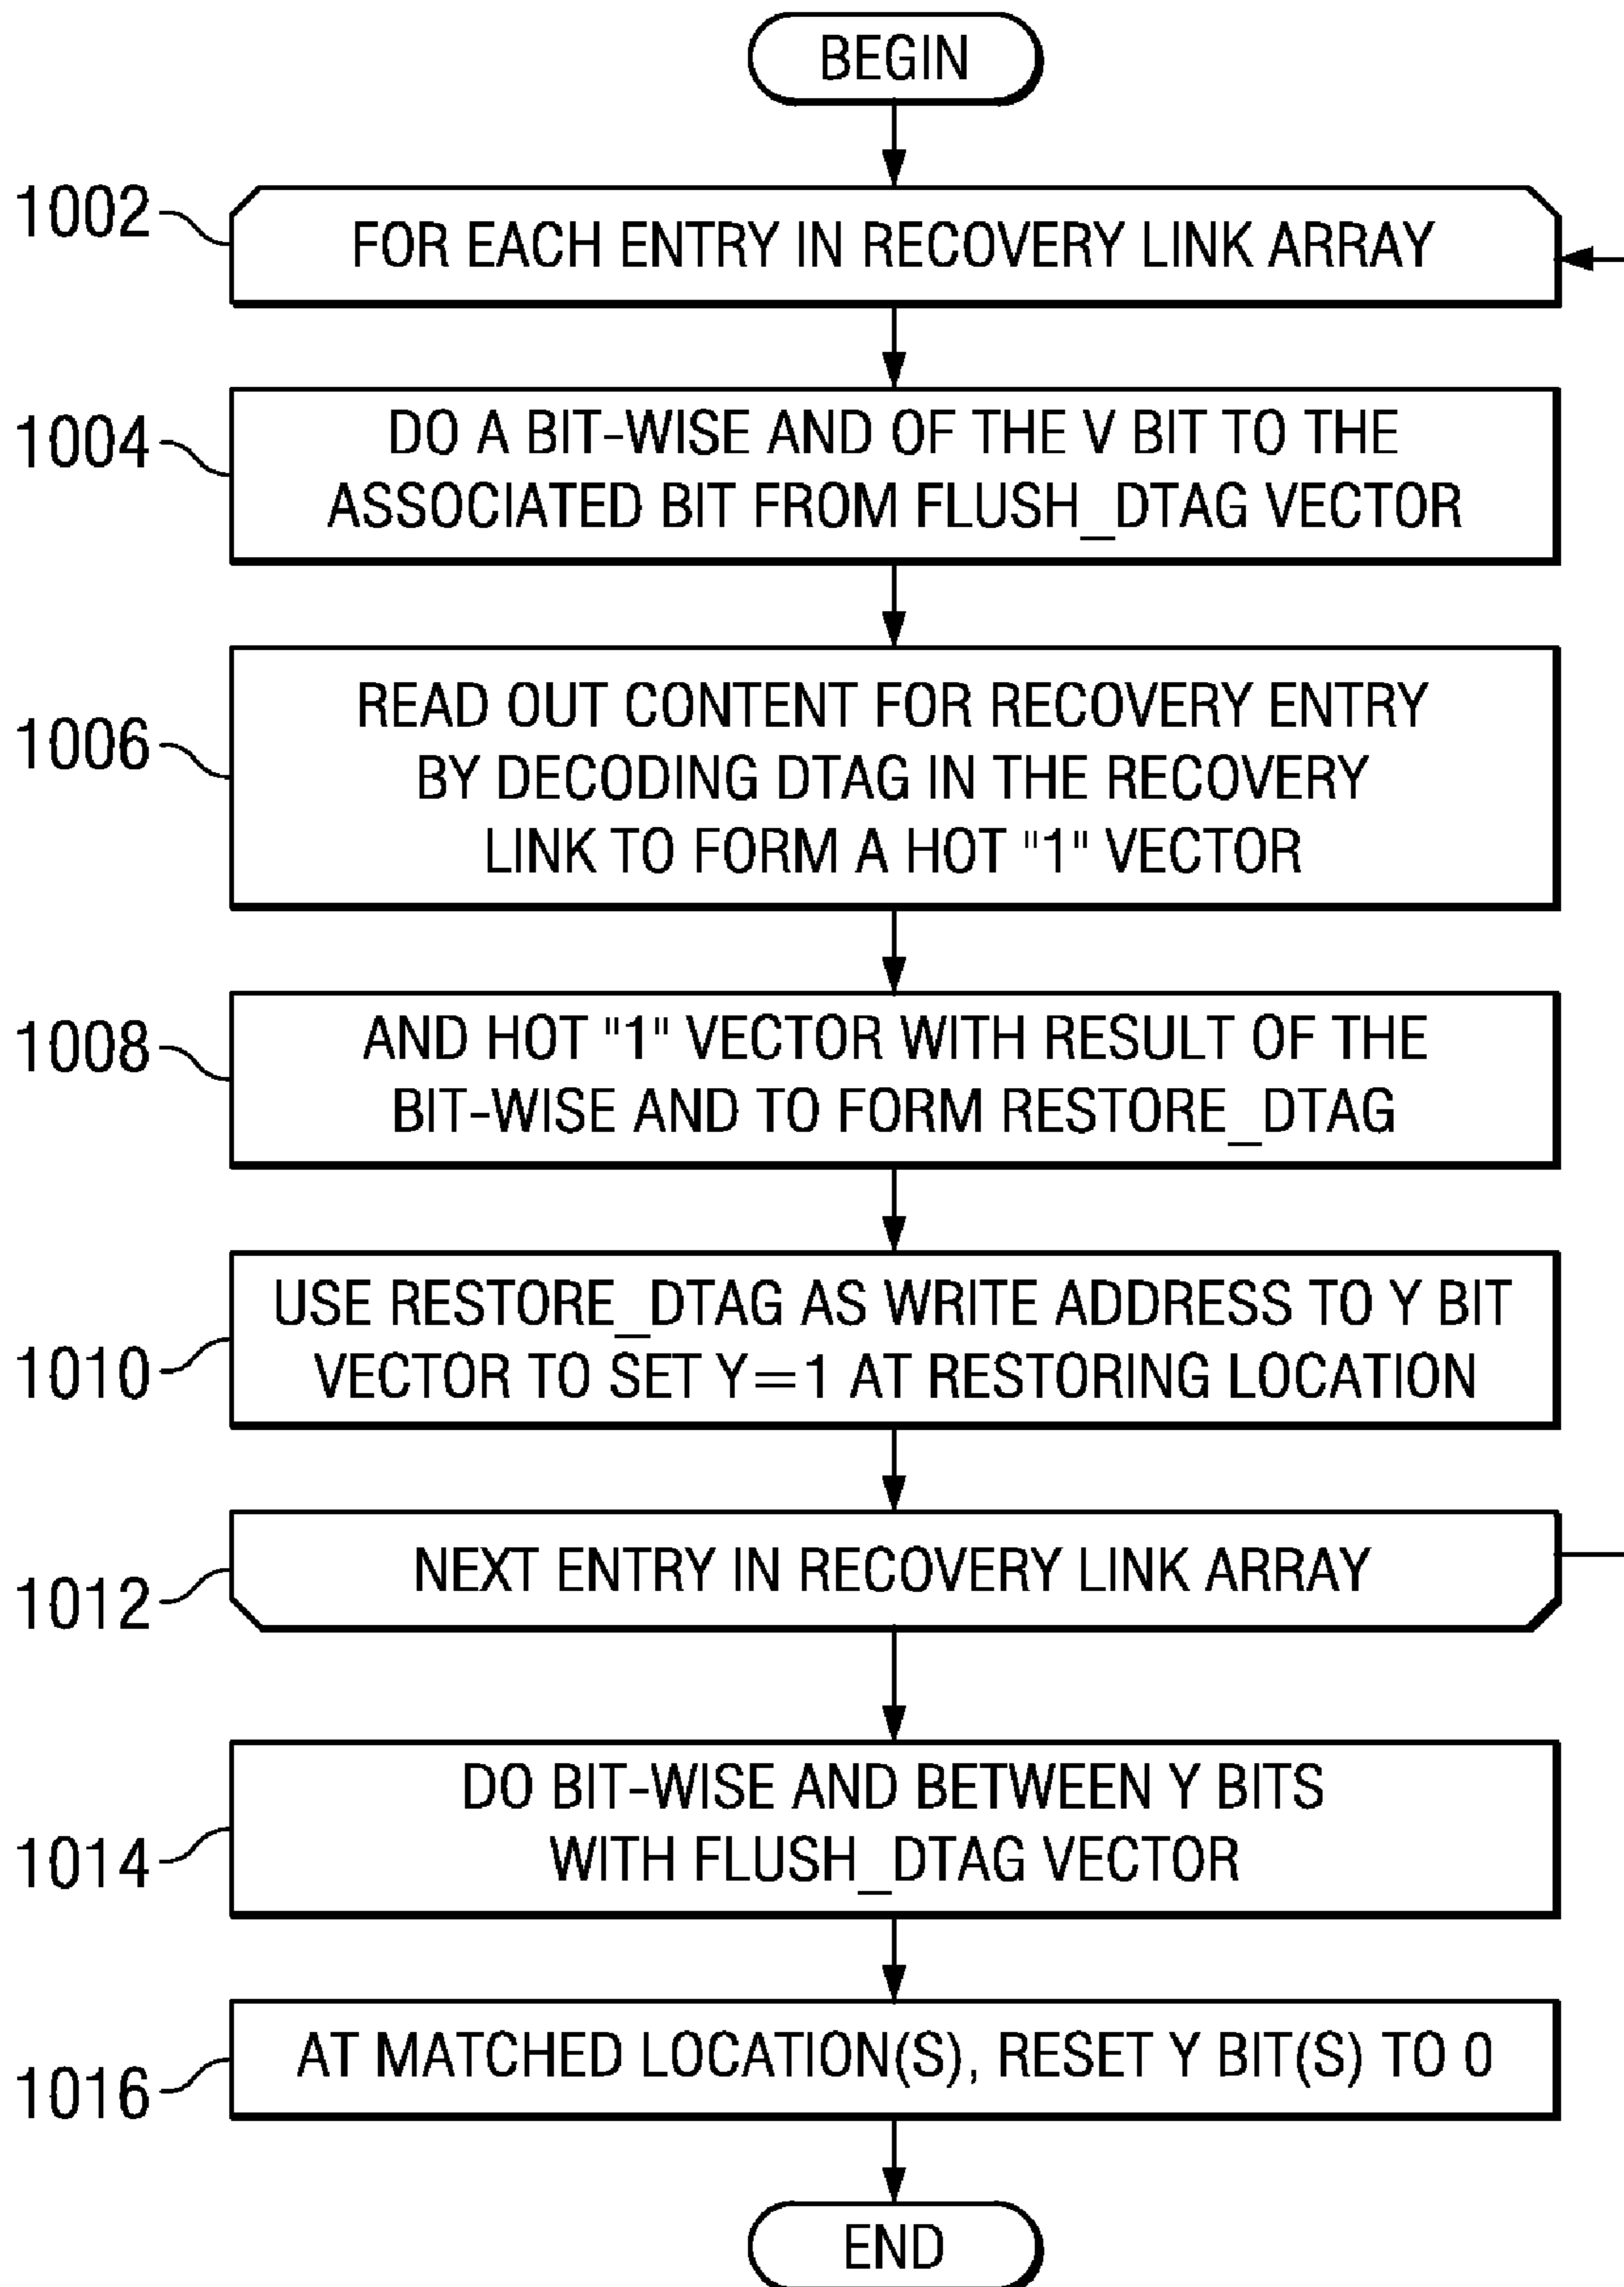 BEGIN
1002
FOR EACH ENTRY IN RECOVERY LINK ARRAY
1004
DO A BIT-WISE AND OF THE V BIT TO THE
ASSOCIATED BIT FROM FLUSH_DTAG VECTOR
1006
READ OUT CONTENT FOR RECOVERY ENTRY
BY DECODING DTAG IN THE RECOVERY
LINK TO FORM A HOT "1" VECTOR
1008
AND HOT "1" VECTOR WITH RESULT OF THE
BIT-WISE AND TO FORM RESTORE_DTAG
1010
USE RESTORE_DTAG AS WRITE ADDRESS TO Y BIT
VECTOR TO SET Y=1 AT RESTORING LOCATION
1012
NEXT ENTRY IN RECOVERY LINK ARRAY
1014
DO BIT-WISE AND BETWEEN Y BITS
WITH FLUSH_DTAG VECTOR
1016
AT MATCHED LOCATION(S), RESET Y BIT(S) TO 0
END